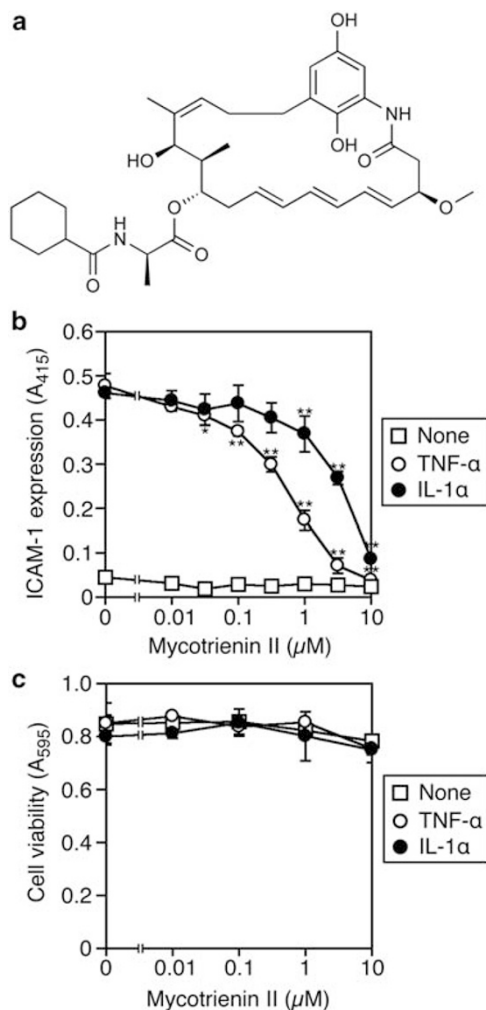 a
OH
NH
OH
O
HO
O
O
O
N
H
O
b
0.6
0.5
0.4
0.3
0.2
0.1
0
ICAM-1 expression (A415)
**
*
**
**
**
**
**
**
**
0 0.01 0.1 1 10
Mycotrienin II (µM)
None
TNF-α
IL-1α
c
1.0
0.8
0.6
0.4
0.2
0
Cell viability (A595)
0 0.01 0.1 1 10
Mycotrienin II (µM)
None
TNF-α
IL-1α